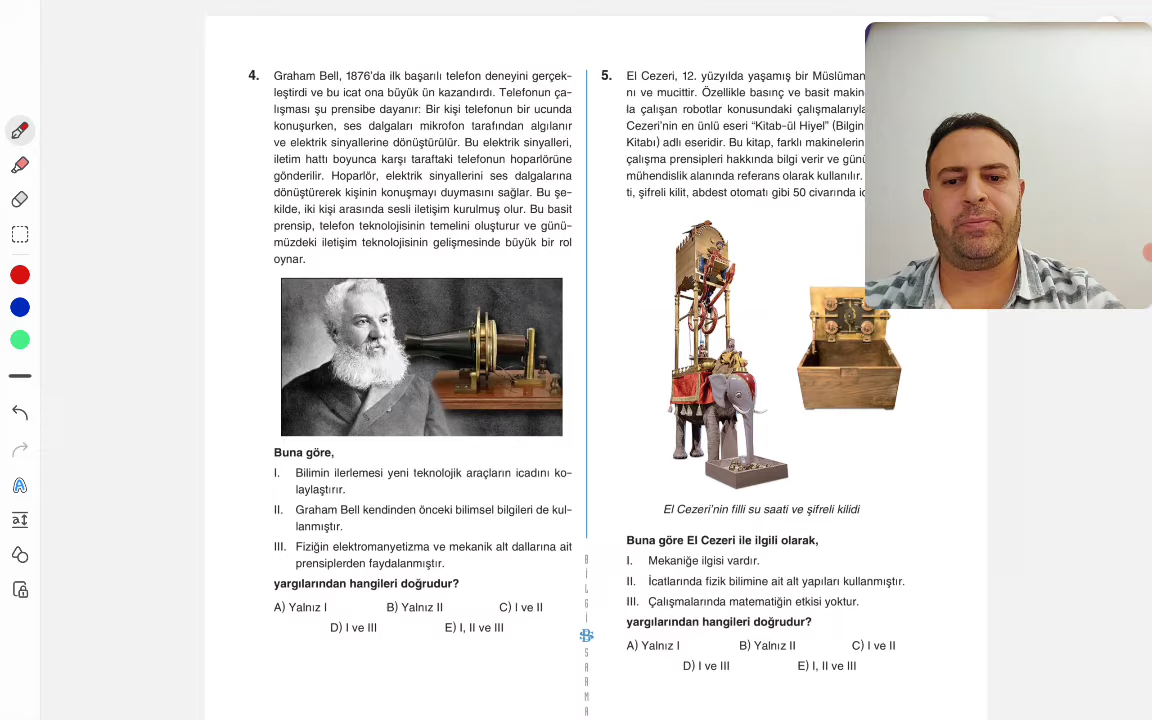 4.
Graham Bell, 1876'da ilk başarılı telefon deneyini gerçek-
leştirdi ve bu icat ona büyük ün kazandırdı. Telefonun ça-
lışması şu prensibe dayanır: Bir kişi telefonun bir ucunda
konuşurken, ses dalgaları mikrofon tarafından algılanır
ve elektrik sinyallerine dönüştürülür. Bu elektrik sinyalleri,
iletim hattı boyunca karşı taraftaki telefonun hoparlörüne
gönderilir. Hoparlör, elektrik sinyallerini ses dalgalarına
dönüştürerek kişinin konuşmayı duymasını sağlar. Bu şe-
kilde, iki kişi arasında sesli iletişim kurulmuş olur. Bu basit
prensip, telefon teknolojisinin temelini oluşturur ve günü-
müzdeki iletişim teknolojisinin gelişmesinde büyük bir rol
oynar.
Buna göre,
I. Bilimin ilerlemesi yeni teknolojik araçların icadını ko-
laylaştırır.
II. Graham Bell kendinden önceki bilimsel bilgileri de kul-
lanmıştır.
III. Fiziğin elektromanyetizma ve mekanik alt dallarına ait
prensiplerden faydalanmıştır.
yargılarından hangileri doğrudur?
A) Yalnız I B) Yalnız II C) I ve II
D) I ve III E) I, II ve III
BİLGİ
SARMA
5.
El Cezeri, 12. yüzyılda yaşamış bir Müslüman
nı ve mucittir. Özellikle basınç ve basit makin
la çalışan robotlar konusundaki çalışmalarıyla
Cezeri'nin en ünlü eseri “Kitab-ül Hiyel” (Bilgin
Kitabı) adlı eseridir. Bu kitap, farklı makinelerin
çalışma prensipleri hakkında bilgi verir ve günü
mühendislik alanında referans olarak kullanılır.
ti, şifreli kilit, abdest otomatı gibi 50 civarında ic
El Cezeri'nin filli su saati ve şifreli kilidi
Buna göre El Cezeri ile ilgili olarak,
I. Mekaniğe ilgisi vardır.
II. İcatlarında fizik bilimine ait alt yapıları kullanmıştır.
III. Çalışmalarında matematiğin etkisi yoktur.
yargılarından hangileri doğrudur?
A) Yalnız I B) Yalnız II C) I ve II
D) I ve III E) I, II ve III